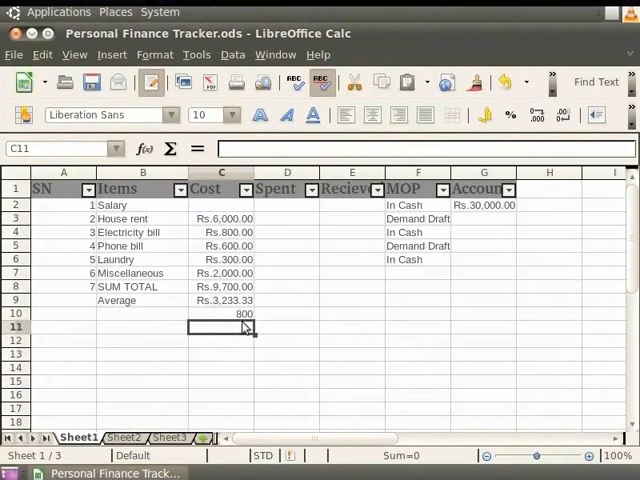 Applications Places System
Personal Finance Tracker.ods - LibreOffice Calc
File Edit View Insert Format Tools Data Window Help
ABC ABC Find Text
Liberation Sans 10 A A A % 0.000 .000
C11 f(x) Σ =
A B C D E F G H I
1 SN Items Cost Spent Recieve MOP Accoun
2 1 Salary In Cash Rs.30,000.00
3 2 House rent Rs.6,000.00 Demand Draft
4 3 Electricity bill Rs.800.00 In Cash
5 4 Phone bill Rs.600.00 Demand Draft
6 5 Laundry Rs.300.00 In Cash
7 6 Miscellaneous Rs.2,000.00
8 7 SUM TOTAL Rs.9,700.00
9 Average Rs.3,233.33
10 800
11
12
13
14
15
16
17
18
Sheet1 Sheet2 Sheet3
Sheet 1 / 3 Default STD Sum=0 100%
Personal Finance Track...